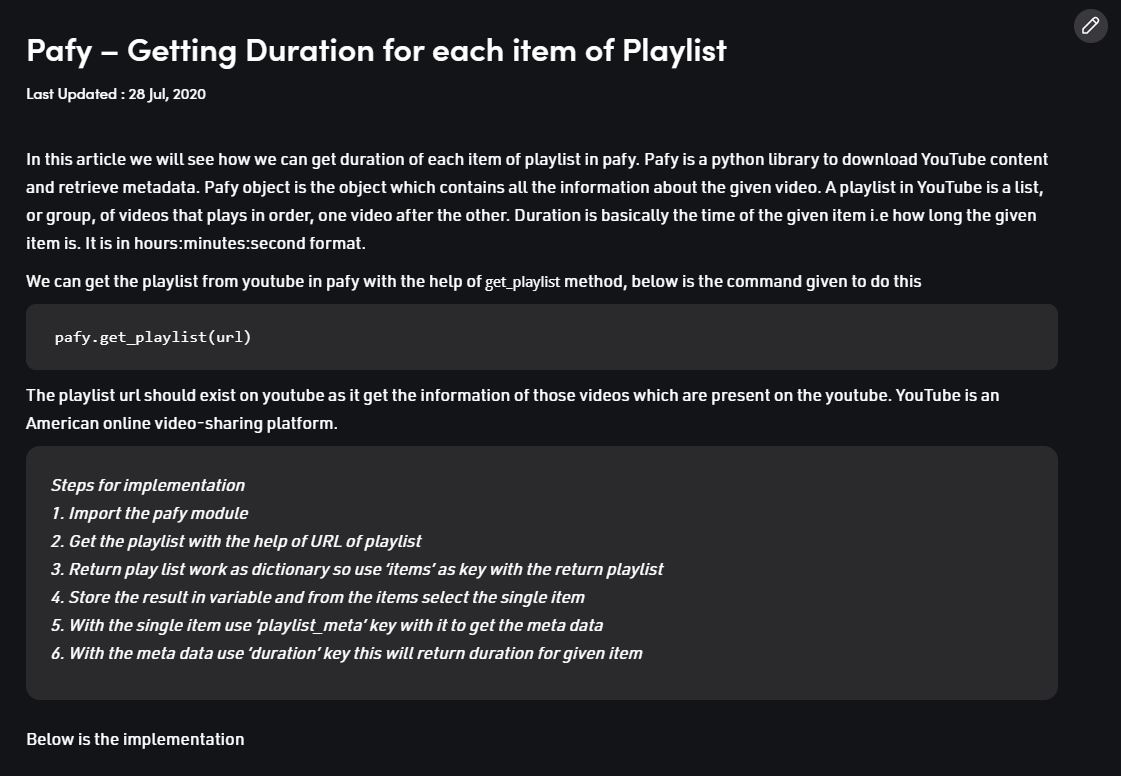 Pafy – Getting Duration for each item of Playlist
Last Updated : 28 Jul, 2020
In this article we will see how we can get duration of each item of playlist in pafy. Pafy is a python library to download YouTube content
and retrieve metadata. Pafy object is the object which contains all the information about the given video. A playlist in YouTube is a list,
or group, of videos that plays in order, one video after the other. Duration is basically the time of the given item i.e how long the given
item is. It is in hours:minutes:second format.
We can get the playlist from youtube in pafy with the help of get_playlist method, below is the command given to do this
pafy.get_playlist(url)
The playlist url should exist on youtube as it get the information of those videos which are present on the youtube. YouTube is an
American online video-sharing platform.
Steps for implementation
1. Import the pafy module
2. Get the playlist with the help of URL of playlist
3. Return play list work as dictionary so use ‘items’ as key with the return playlist
4. Store the result in variable and from the items select the single item
5. With the single item use ‘playlist_meta’ key with it to get the meta data
6. With the meta data use ‘duration’ key this will return duration for given item
Below is the implementation